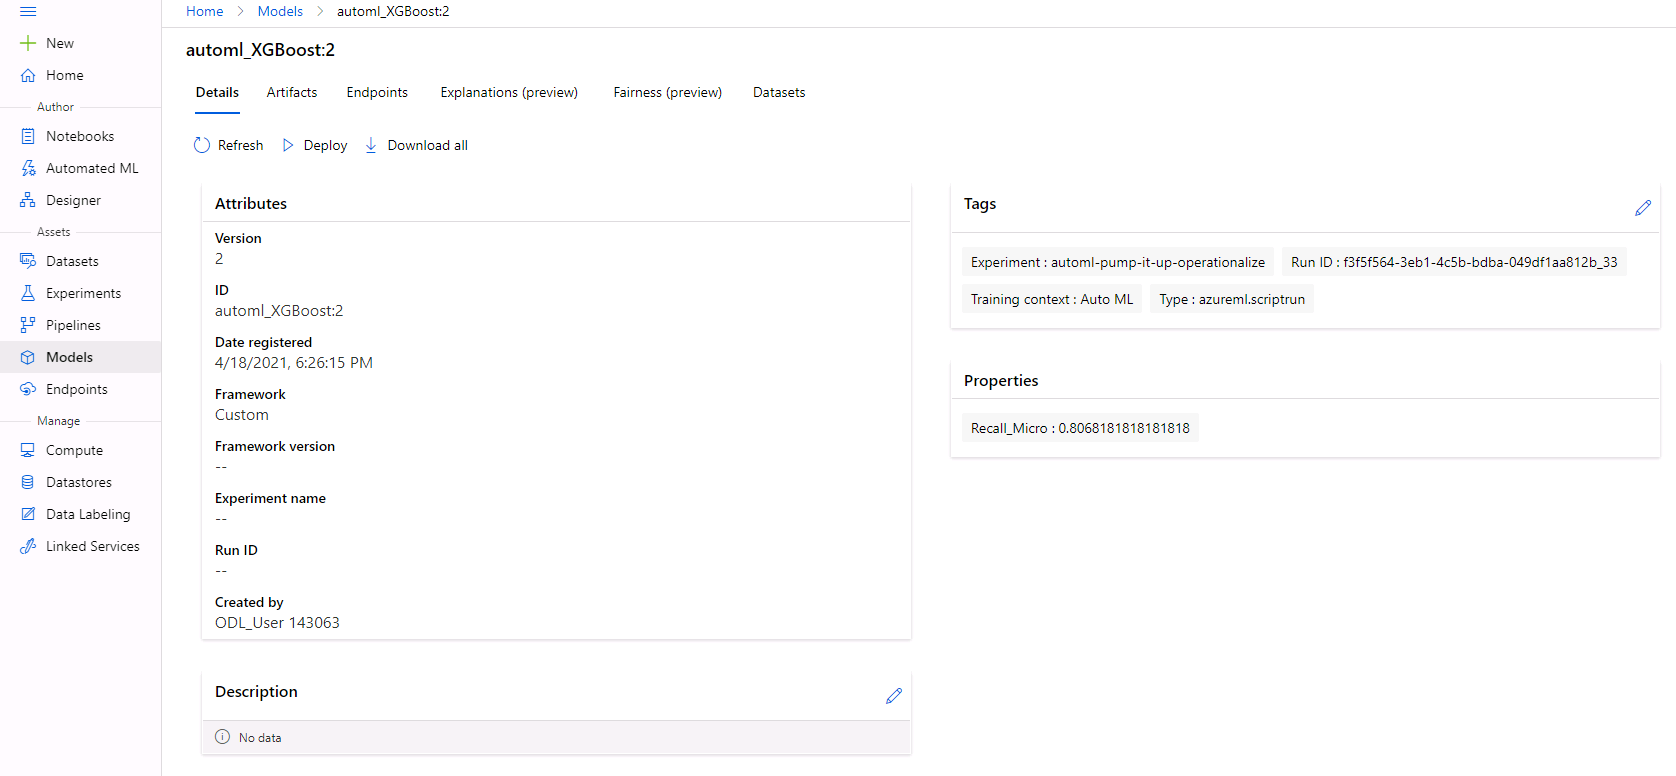 Home > Models > automl_XGBoost:2
automl_XGBoost:2
New
Home
Author
Notebooks
Automated ML
Designer
Assets
Datasets
Experiments
Pipelines
Models
Endpoints
Manage
Compute
Datastores
Data Labeling
Linked Services
Details Artifacts Endpoints Explanations (preview) Fairness (preview) Datasets
Refresh Deploy Download all
Attributes
Version
2
ID
automl_XGBoost:2
Date registered
4/18/2021, 6:26:15 PM
Framework
Custom
Framework version
--
Experiment name
--
Run ID
--
Created by
ODL_User 143063
Description
No data
Tags
Experiment : automl-pump-it-up-operationalize Run ID : f3f5f564-3eb1-4c5b-bdba-049df1aa812b_33
Training context : Auto ML Type : azureml.scriptrun
Properties
Recall_Micro : 0.8068181818181818